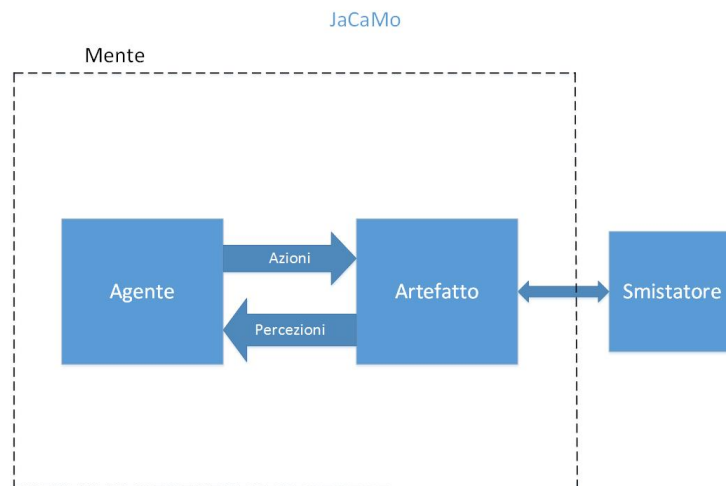 JaCaMo
Mente
Azioni
Agente
Artefatto
Smistatore
Percezioni